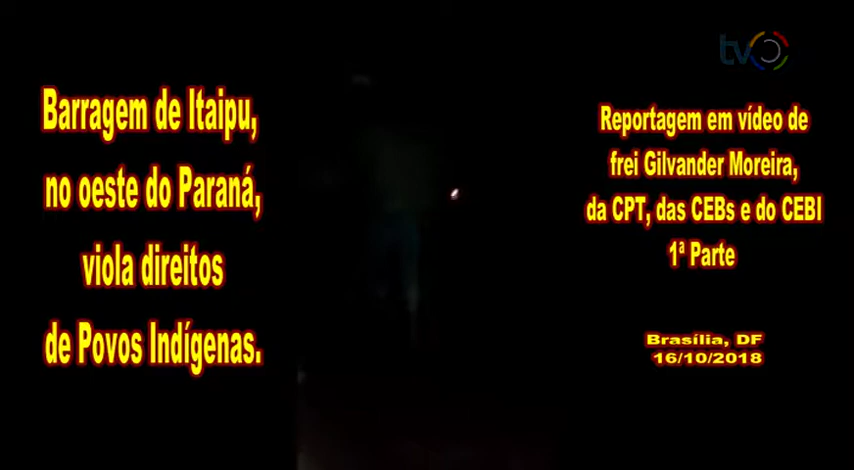 tv
Barragem de Itaipu,
no oeste do Paraná,
viola direitos
de Povos Indígenas.
Reportagem em vídeo de
frei Gilvander Moreira,
da CPT, das CEBs e do CEBI
1ª Parte
Brasília, DF
16/10/2018